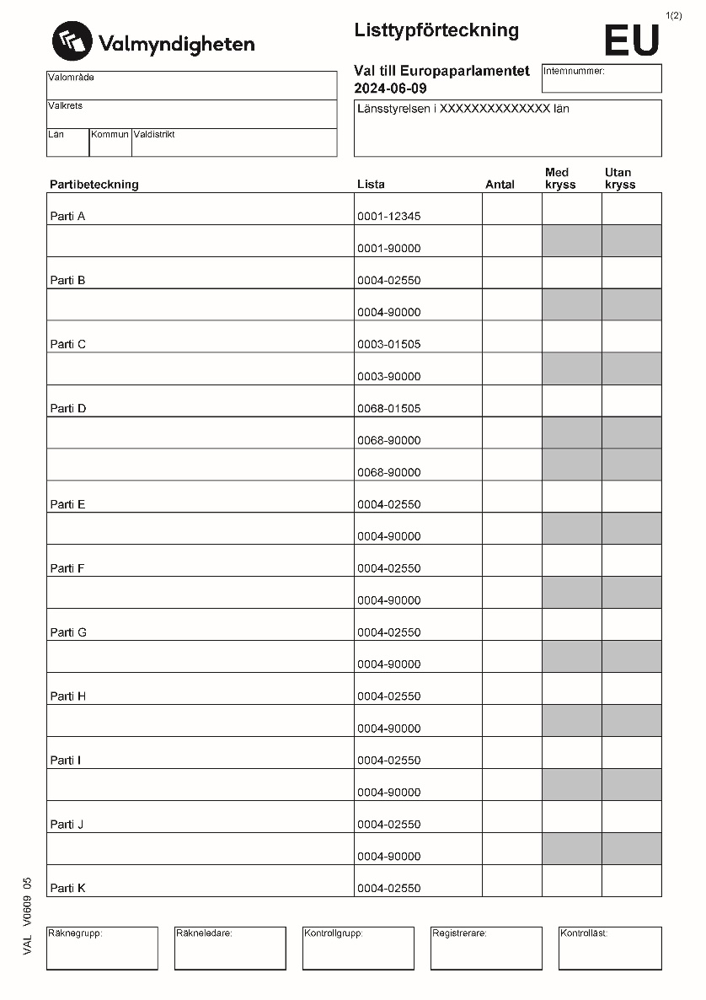 1(2)
Valmyndigheten
Listtypförteckning
EU
Val till Europaparlamentet
2024-06-09
Internnummer:
Valområde
Valkrets
Län Kommun Valdistrikt
Länsstyrelsen i XXXXXXXXXXXXXX län
Partibeteckning Lista Antal Med kryss Utan kryss
Parti A 0001-12345
0001-90000
Parti B 0004-02550
0004-90000
Parti C 0003-01505
0003-90000
Parti D 0068-01505
0068-90000
0068-90000
Parti E 0004-02550
0004-90000
Parti F 0004-02550
0004-90000
Parti G 0004-02550
0004-90000
Parti H 0004-02550
0004-90000
Parti I 0004-02550
0004-90000
Parti J 0004-02550
0004-90000
Parti K 0004-02550
VAL V0609 05
Räknegrupp: Räkneledare: Kontrollgrupp: Registrerare: Kontrolläst: